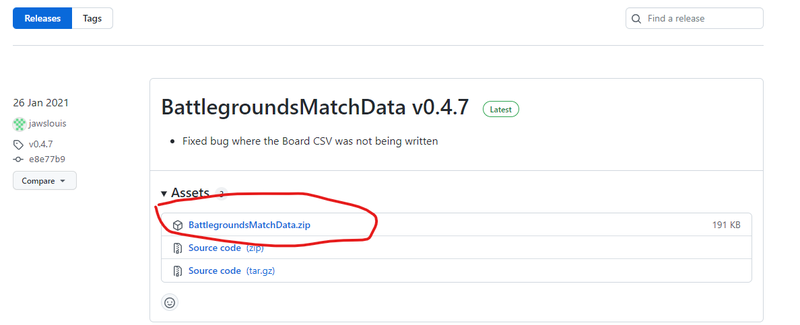 Releases Tags Find a release
26 Jan 2021
jawslouis
v0.4.7
e8e77b9
Compare
BattlegroundsMatchData v0.4.7 Latest
Fixed bug where the Board CSV was not being written
Assets
BattlegroundsMatchData.zip 191 KB
Source code (zip)
Source code (tar.gz)